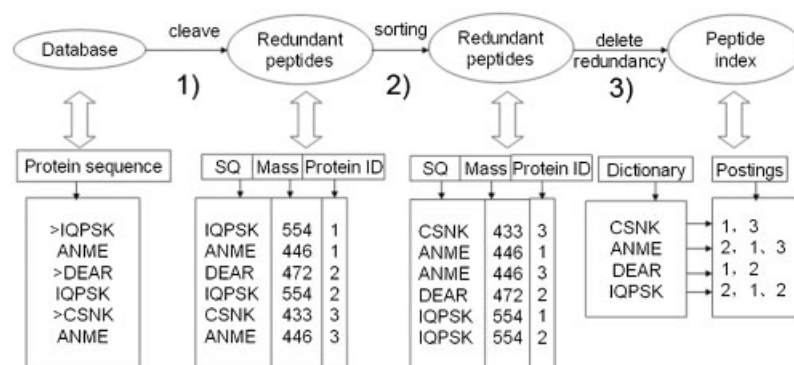 Database
cleave
1)
Redundant
peptides
sorting
2)
Redundant
peptides
delete
redundancy
3)
Peptide
index
Protein sequence
>IQPSK
ANME
>DEAR
IQPSK
>CSNK
ANME
SQ Mass Protein ID
IQPSK 554 1
ANME 446 1
DEAR 472 2
IQPSK 554 2
CSNK 433 3
ANME 446 3
SQ Mass Protein ID
CSNK 433 3
ANME 446 1
ANME 446 3
DEAR 472 2
IQPSK 554 1
IQPSK 554 2
Dictionary Postings
CSNK 1、3
ANME 2、1、3
DEAR 1、2
IQPSK 2、1、2